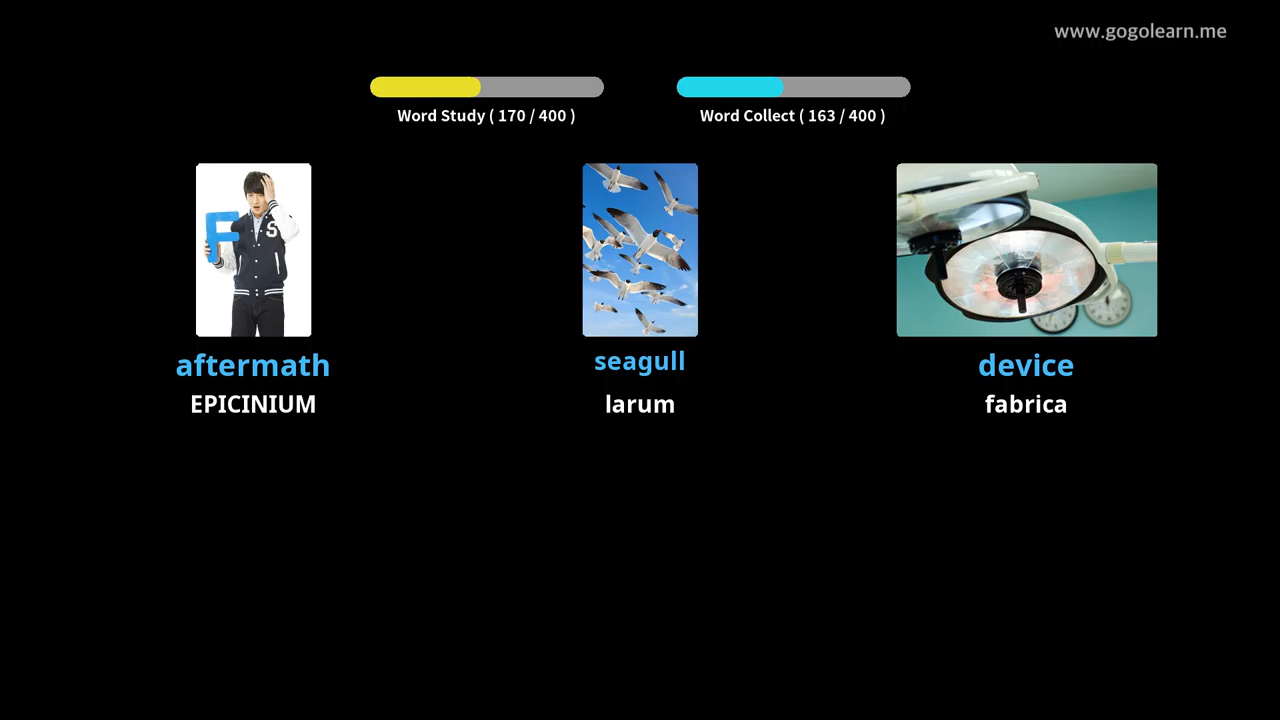 www.gogolearn.me
Word Study ( 170 / 400 )
Word Collect ( 163 / 400 )
F
S
aftermath
seagull
device
EPICINIUM
larum
fabrica